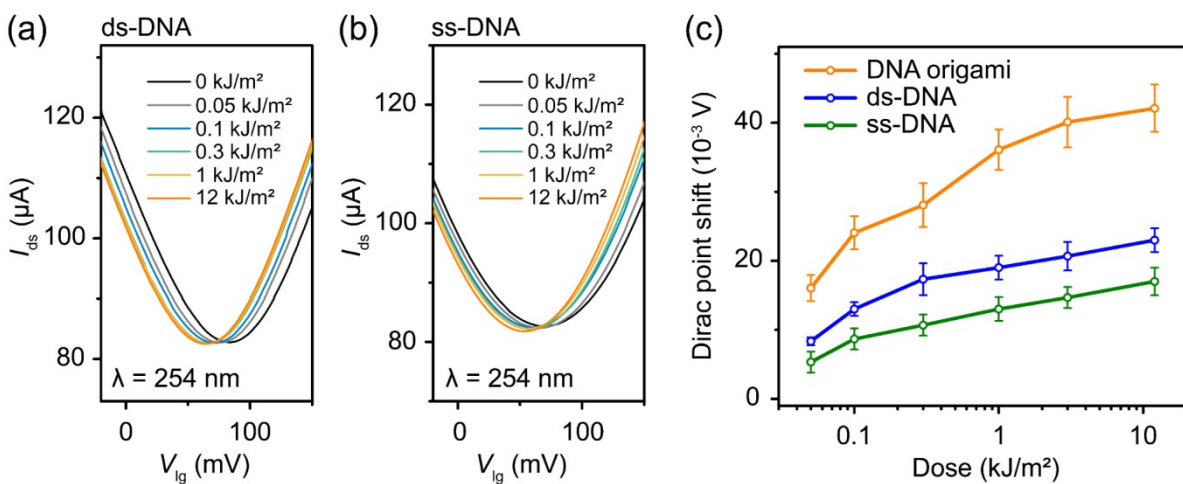 (a) ds-DNA
0 kJ/m²
0.05 kJ/m²
0.1 kJ/m²
0.3 kJ/m²
1 kJ/m²
12 kJ/m²
120
100
80
I_ds (µA)
λ = 254 nm
0 100
V_lg (mV)
(b) ss-DNA
0 kJ/m²
0.05 kJ/m²
0.1 kJ/m²
0.3 kJ/m²
1 kJ/m²
12 kJ/m²
120
100
80
I_ds (µA)
λ = 254 nm
0 100
V_lg (mV)
(c)
DNA origami
ds-DNA
ss-DNA
40
20
0
Dirac point shift (10⁻³ V)
0.1 1 10
Dose (kJ/m²)